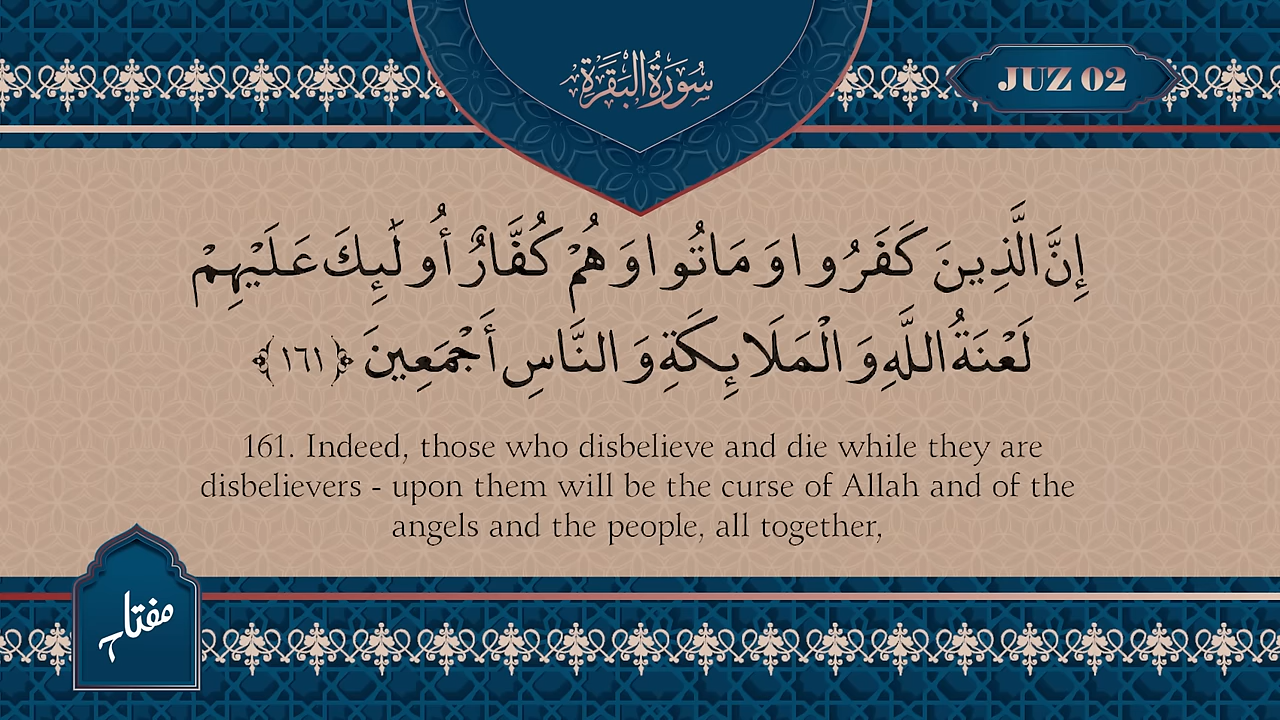 سُورَةُ البَقَرَةِ
JUZ 02
إِنَّ الَّذِينَ كَفَرُوا وَمَاتُوا وَهُمْ كُفَّارٌ أُولَٰئِكَ عَلَيْهِمْ
لَعْنَةُ اللَّهِ وَالْمَلَائِكَةِ وَالنَّاسِ أَجْمَعِينَ ﴿١٦١﴾
161. Indeed, those who disbelieve and die while they are
disbelievers - upon them will be the curse of Allah and of the
angels and the people, all together,
مفتاح